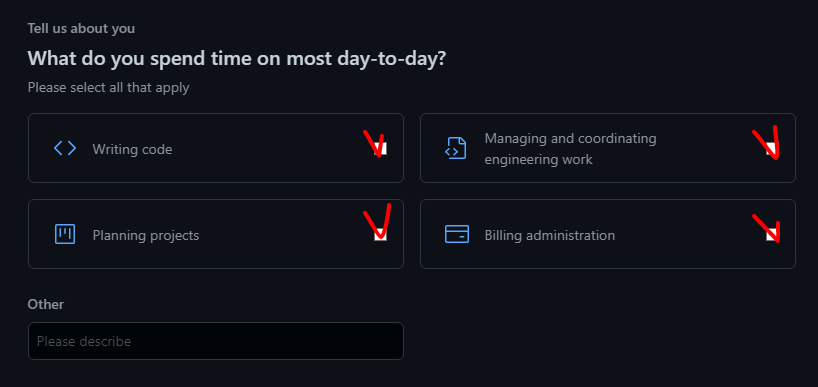 Tell us about you
What do you spend time on most day-to-day?
Please select all that apply
Writing code
Managing and coordinating
engineering work
Planning projects
Billing administration
Other
Please describe